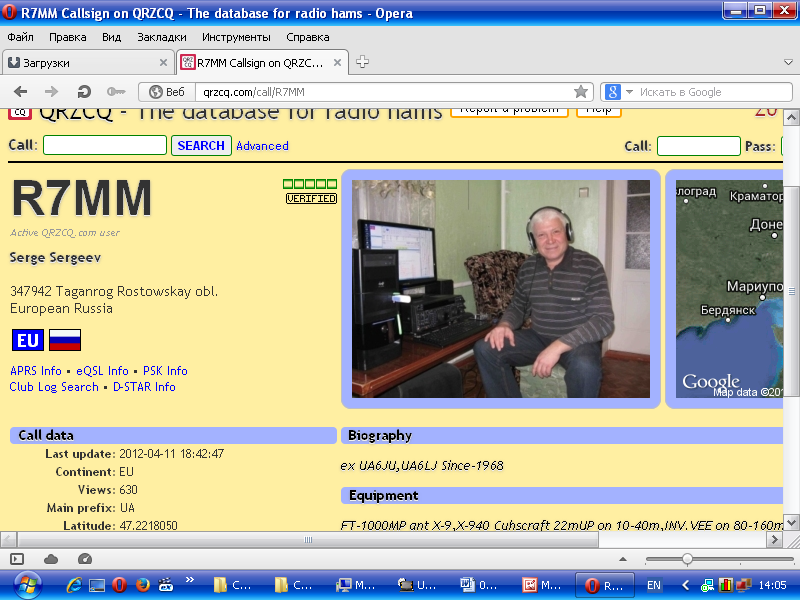 R7MM Callsign on QRZCQ - The database for radio hams - Opera
Файл Правка Вид Закладки Инструменты Справка
Загрузки
QRZ CQ R7MM Callsign on QRZC...
Веб qrzcq.com/call/R7MM
Искать в Google
CQ QRZCQ - The database for radio hams Report a problem Help 20
Call: SEARCH Advanced Call: Pass:
R7MM
VERIFIED
Active QRZCQ.com user
Serge Sergeev
347942 Taganrog Rostowskay obl.
European Russia
EU
APRS Info • eQSL Info • PSK Info
Club Log Search • D-STAR Info
лоград Краматор
Доне
Мариупо
Бердянск
Google
Map data ©201
Call data
Last update: 2012-04-11 18:42:47
Continent: EU
Views: 630
Main prefix: UA
Latitude: 47.2218050
Biography
ex UA6JU,UA6LJ Since-1968
Equipment
FT-1000MP ant X-9,X-940 Cuhscraft 22mUP on 10-40m,INV.VEE on 80-160m
C... C... M... U... 0... M... R... EN 14:05